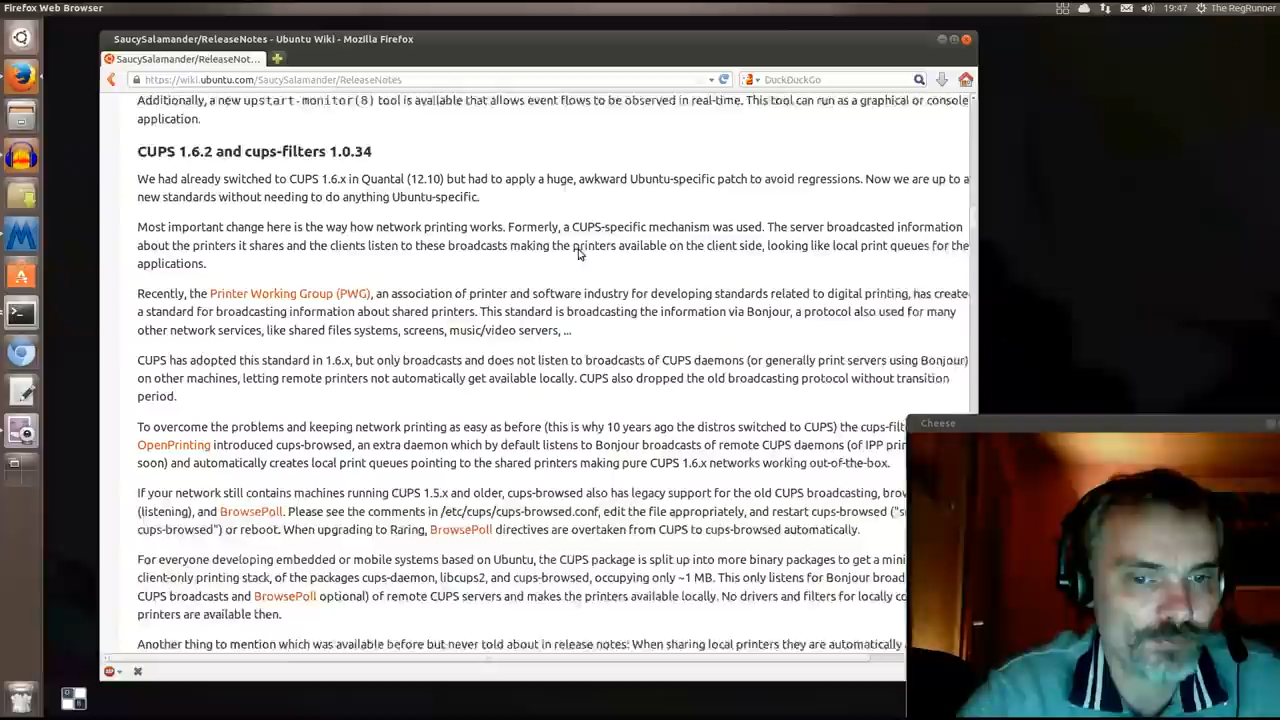 Firefox Web Browser
19:47 The RegRunner
SaucySalamander/ReleaseNotes - Ubuntu Wiki - Mozilla Firefox
SaucySalamander/ReleaseNot...
https://wiki.ubuntu.com/SaucySalamander/ReleaseNotes
DuckDuckGo
Additionally, a new upstart-monitor(8) tool is available that allows event flows to be observed in real-time. This tool can run as a graphical or console
application.
CUPS 1.6.2 and cups-filters 1.0.34
We had already switched to CUPS 1.6.x in Quantal (12.10) but had to apply a huge, awkward Ubuntu-specific patch to avoid regressions. Now we are up to a
new standards without needing to do anything Ubuntu-specific.
Most important change here is the way how network printing works. Formerly, a CUPS-specific mechanism was used. The server broadcasted information
about the printers it shares and the clients listen to these broadcasts making the printers available on the client side, looking like local print queues for the
applications.
Recently, the Printer Working Group (PWG), an association of printer and software industry for developing standards related to digital printing, has create
a standard for broadcasting information about shared printers. This standard is broadcasting the information via Bonjour, a protocol also used for many
other network services, like shared files systems, screens, music/video servers, ...
CUPS has adopted this standard in 1.6.x, but only broadcasts and does not listen to broadcasts of CUPS daemons (or generally print servers using Bonjour)
on other machines, letting remote printers not automatically get available locally. CUPS also dropped the old broadcasting protocol without transition
period.
To overcome the problems and keeping network printing as easy as before (this is why 10 years ago the distros switched to CUPS) the cups-filt
OpenPrinting introduced cups-browsed, an extra daemon which by default listens to Bonjour broadcasts of remote CUPS daemons (of IPP prin
soon) and automatically creates local print queues pointing to the shared printers making pure CUPS 1.6.x networks working out-of-the-box.
If your network still contains machines running CUPS 1.5.x and older, cups-browsed also has legacy support for the old CUPS broadcasting, brow
(listening), and BrowsePoll. Please see the comments in /etc/cups/cups-browsed.conf, edit the file appropriately, and restart cups-browsed ("s
cups-browsed") or reboot. When upgrading to Raring, BrowsePoll directives are overtaken from CUPS to cups-browsed automatically.
For everyone developing embedded or mobile systems based on Ubuntu, the CUPS package is split up into more binary packages to get a mini
client-only printing stack, of the packages cups-daemon, libcups2, and cups-browsed, occupying only ~1 MB. This only listens for Bonjour broad
CUPS broadcasts and BrowsePoll optional) of remote CUPS servers and makes the printers available locally. No drivers and filters for locally co
printers are available then.
Another thing to mention which was available before but never told about in release notes: When sharing local printers they are automatically
Cheese